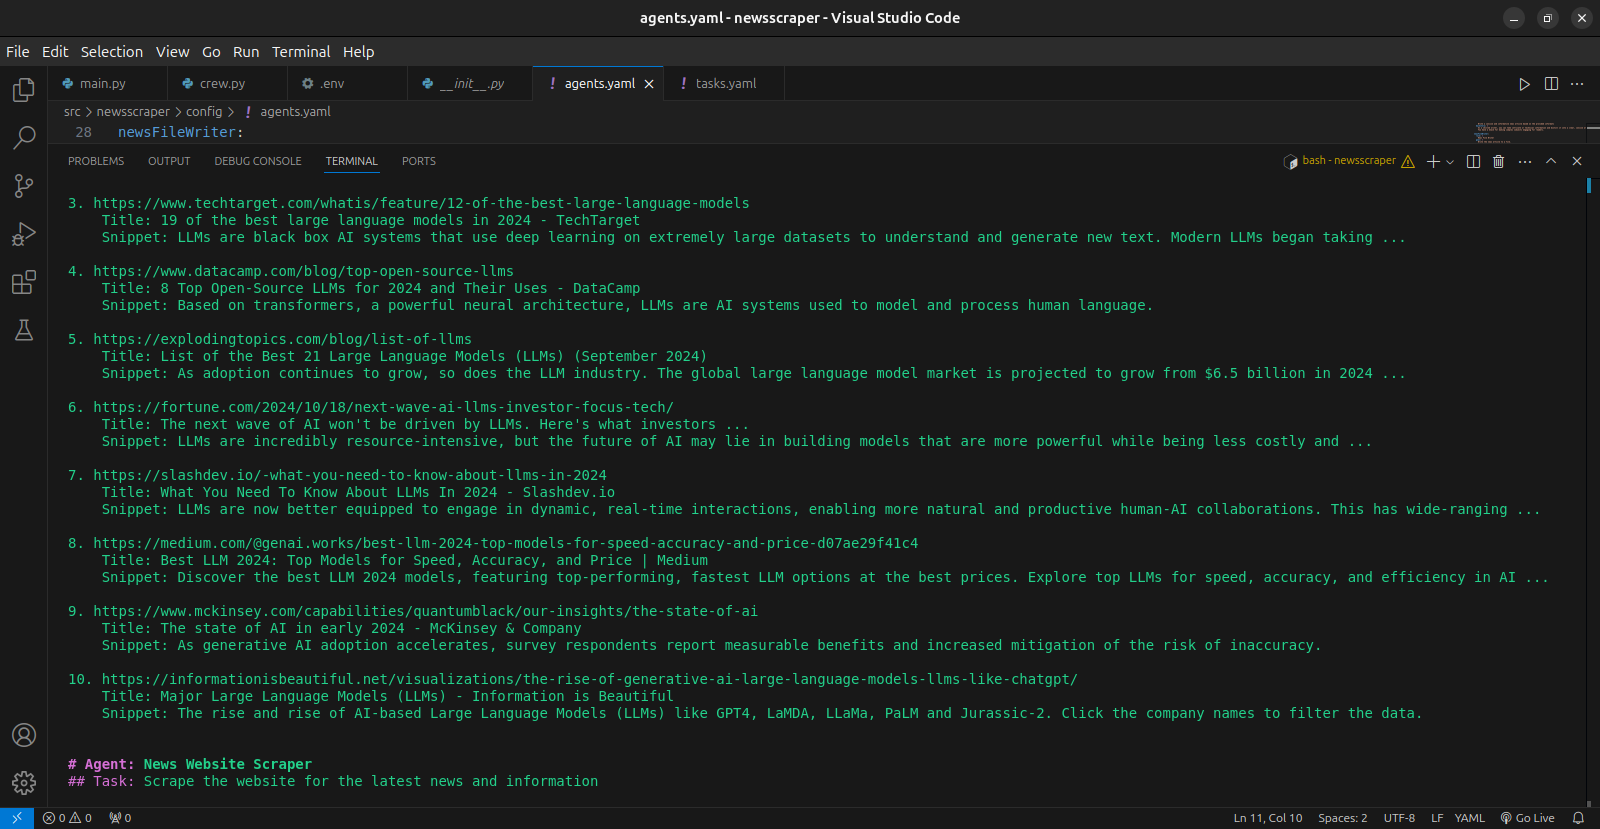 agents.yaml - newsscraper - Visual Studio Code
File Edit Selection View Go Run Terminal Help
main.py crew.py .env __init__.py ! agents.yaml ! tasks.yaml
src > newsscraper > config > ! agents.yaml
28 newsFileWriter:
PROBLEMS OUTPUT DEBUG CONSOLE TERMINAL PORTS bash - newsscraper
3. https://www.techtarget.com/whatis/feature/12-of-the-best-large-language-models
Title: 19 of the best large language models in 2024 - TechTarget
Snippet: LLMs are black box AI systems that use deep learning on extremely large datasets to understand and generate new text. Modern LLMs began taking ...
4. https://www.datacamp.com/blog/top-open-source-llms
Title: 8 Top Open-Source LLMs for 2024 and Their Uses - DataCamp
Snippet: Based on transformers, a powerful neural architecture, LLMs are AI systems used to model and process human language.
5. https://explodingtopics.com/blog/list-of-llms
Title: List of the Best 21 Large Language Models (LLMs) (September 2024)
Snippet: As adoption continues to grow, so does the LLM industry. The global large language model market is projected to grow from $6.5 billion in 2024 ...
6. https://fortune.com/2024/10/18/next-wave-ai-llms-investor-focus-tech/
Title: The next wave of AI won't be driven by LLMs. Here's what investors ...
Snippet: LLMs are incredibly resource-intensive, but the future of AI may lie in building models that are more powerful while being less costly and ...
7. https://slashdev.io/-what-you-need-to-know-about-llms-in-2024
Title: What You Need To Know About LLMs In 2024 - Slashdev.io
Snippet: LLMs are now better equipped to engage in dynamic, real-time interactions, enabling more natural and productive human-AI collaborations. This has wide-ranging ...
8. https://medium.com/@genai.works/best-llm-2024-top-models-for-speed-accuracy-and-price-d07ae29f41c4
Title: Best LLM 2024: Top Models for Speed, Accuracy, and Price | Medium
Snippet: Discover the best LLM 2024 models, featuring top-performing, fastest LLM options at the best prices. Explore top LLMs for speed, accuracy, and efficiency in AI ...
9. https://www.mckinsey.com/capabilities/quantumblack/our-insights/the-state-of-ai
Title: The state of AI in early 2024 - McKinsey & Company
Snippet: As generative AI adoption accelerates, survey respondents report measurable benefits and increased mitigation of the risk of inaccuracy.
10. https://informationisbeautiful.net/visualizations/the-rise-of-generative-ai-large-language-models-llms-like-chatgpt/
Title: Major Large Language Models (LLMs) - Information is Beautiful
Snippet: The rise and rise of AI-based Large Language Models (LLMs) like GPT4, LaMDA, LLaMa, PaLM and Jurassic-2. Click the company names to filter the data.
# Agent: News Website Scraper
## Task: Scrape the website for the latest news and information
0 0 0 Ln 11, Col 10 Spaces: 2 UTF-8 LF YAML Go Live